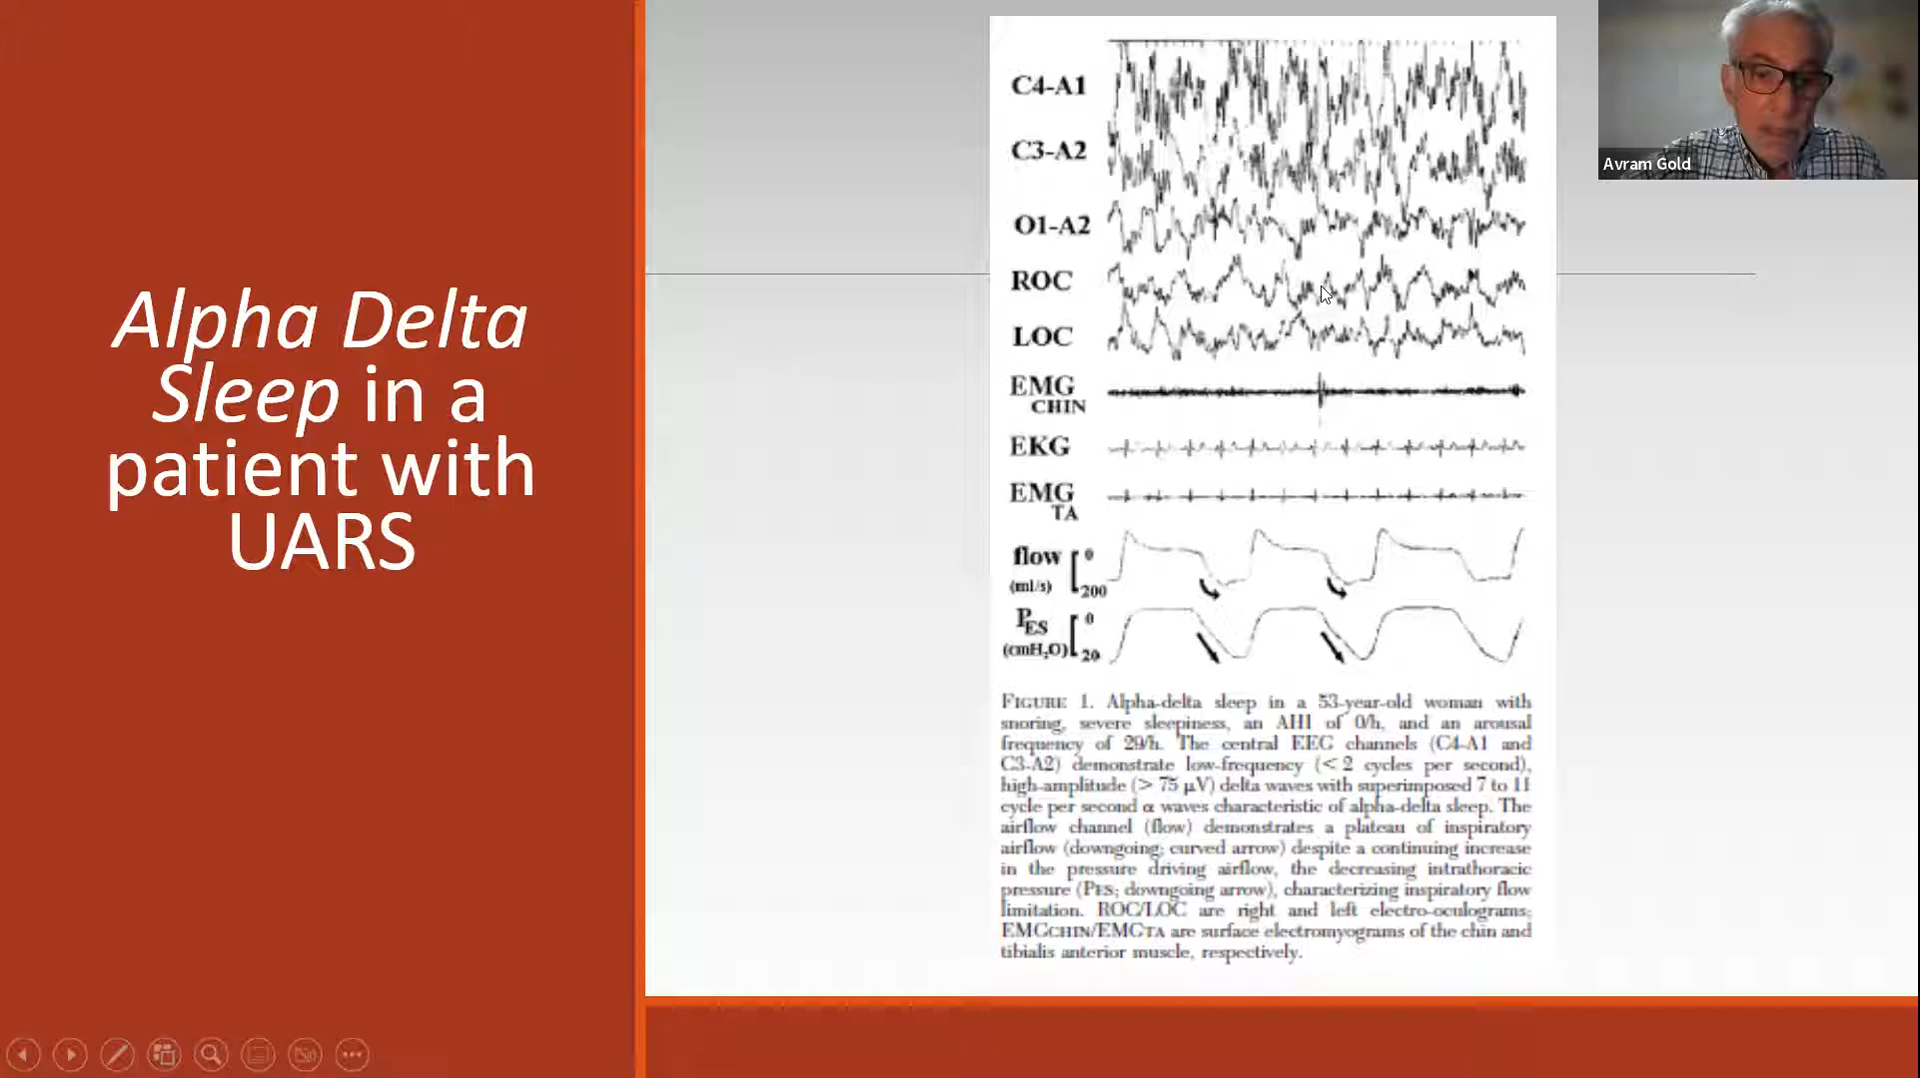 Alpha Delta
Sleep in a
patient with
UARS
C4-A1
C3-A2
O1-A2
ROC
LOC
EMG
CHIN
EKG
EMG
TA
flow
(ml/s)
0
200
PES
(cmH2O)
0
20
FIGURE 1. Alpha-delta sleep in a 53-year-old woman with
snoring, severe sleepiness, an AHI of 0/h, and an arousal
frequency of 29/h. The central EEG channels (C4-A1 and
C3-A2) demonstrate low-frequency (< 2 cycles per second),
high-amplitude (> 75 μV) delta waves with superimposed 7 to 11
cycle per second α waves characteristic of alpha-delta sleep. The
airflow channel (flow) demonstrates a plateau of inspiratory
airflow (downgoing; curved arrow) despite a continuing increase
in the pressure driving airflow, the decreasing intrathoracic
pressure (PES; downgoing arrow), characterizing inspiratory flow
limitation. ROC/LOC are right and left electro-oculograms;
EMGCHIN/EMGTA are surface electromyograms of the chin and
tibialis anterior muscle, respectively.
Avram Gold